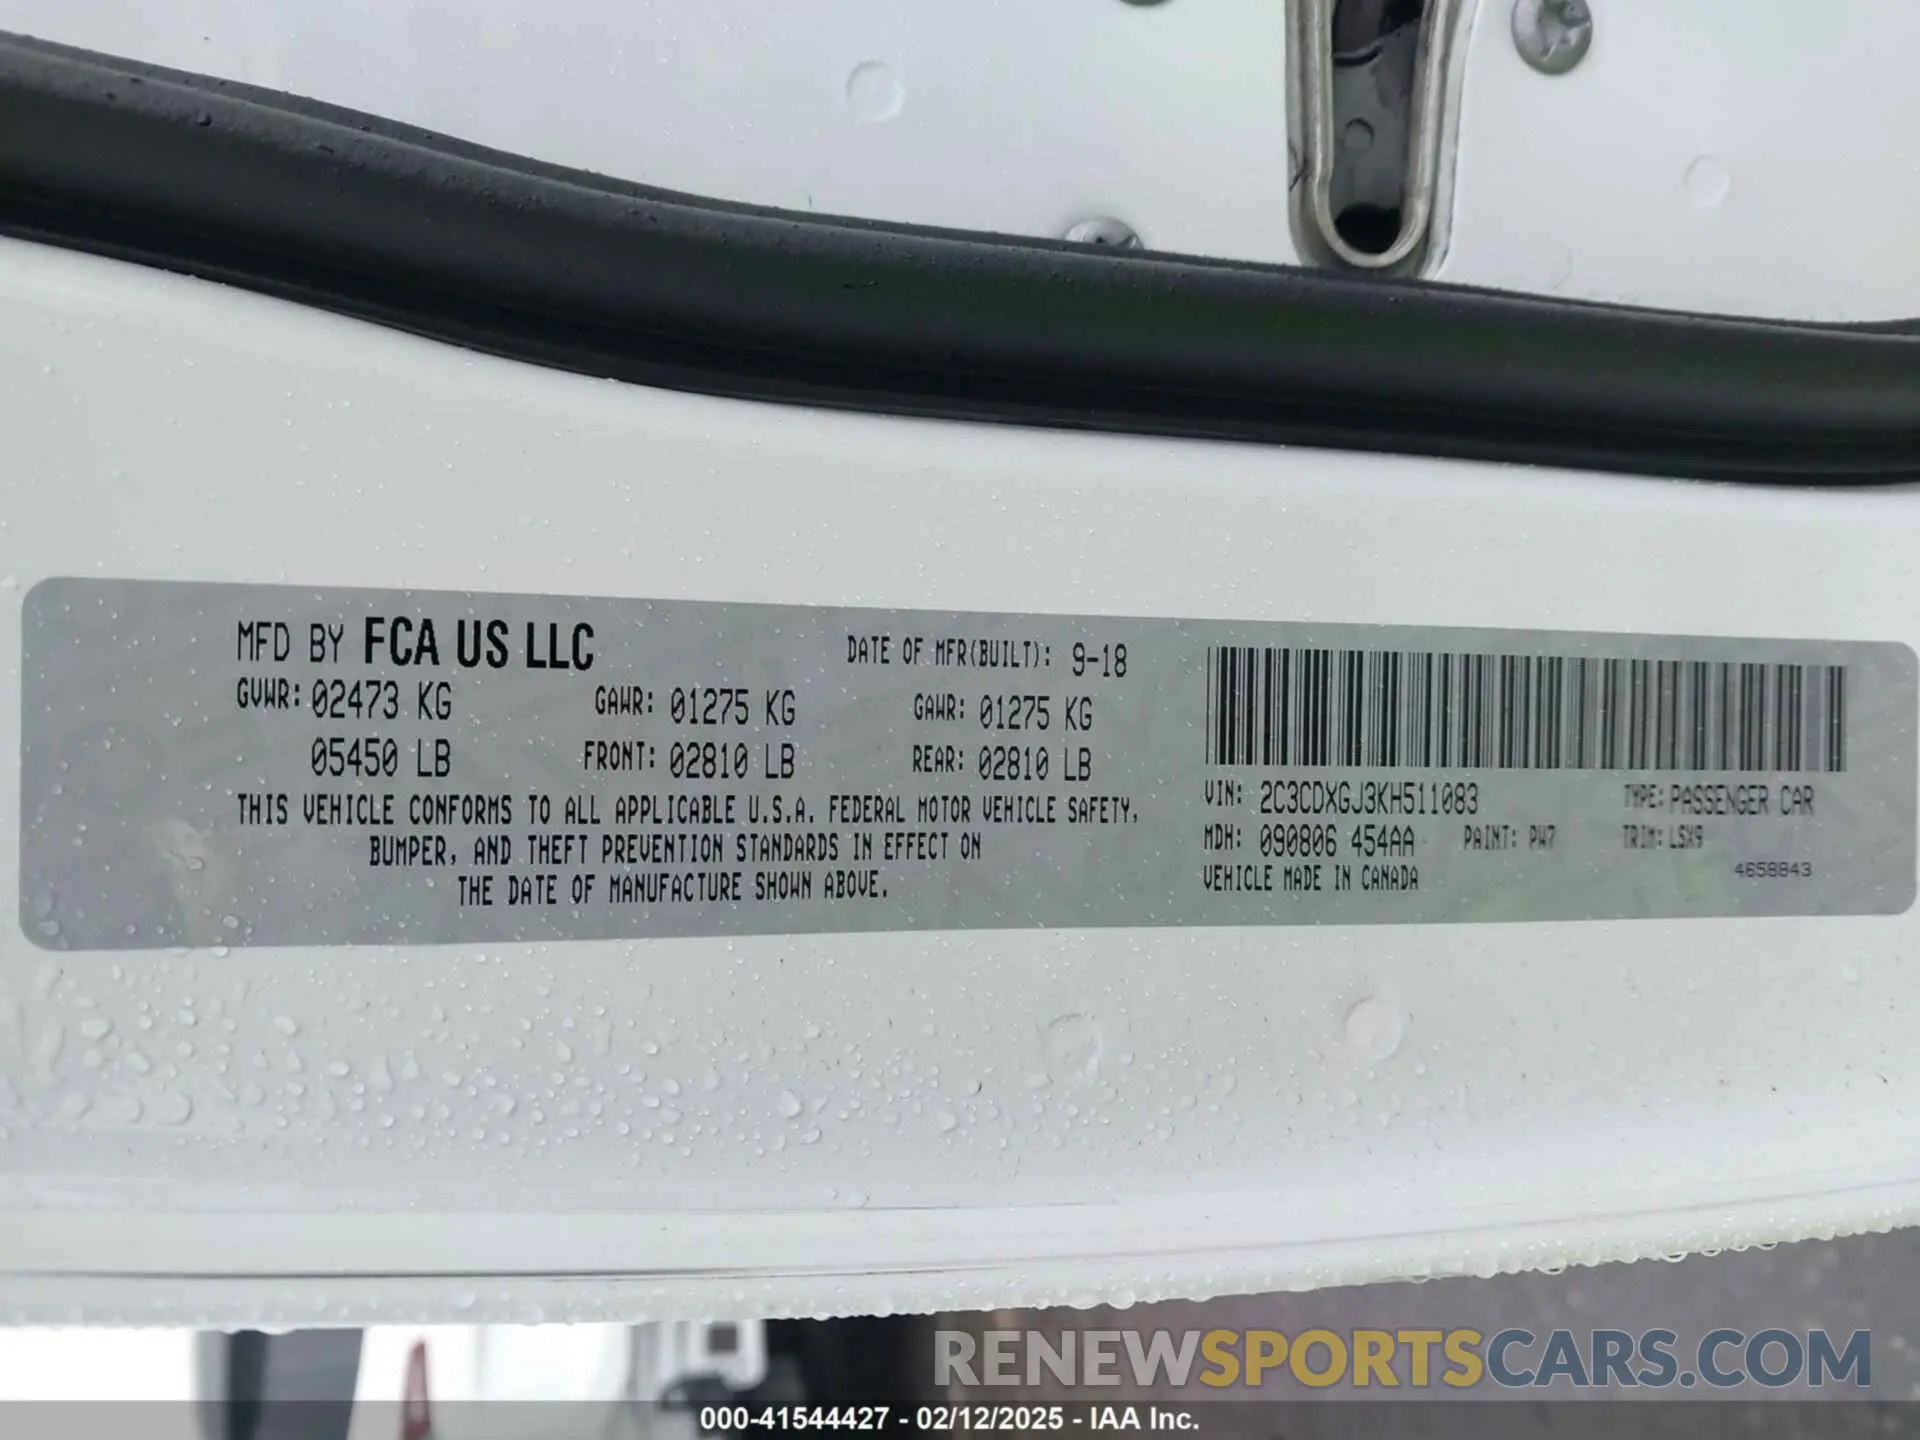 MFD BY FCA US LLC DATE OF MFR(BUILT): 9-18
GVWR: 02473 KG GAWR: 01275 KG GAWR: 01275 KG
05450 LB FRONT: 02810 LB REAR: 02810 LB
THIS VEHICLE CONFORMS TO ALL APPLICABLE U.S.A. FEDERAL MOTOR VEHICLE SAFETY,
BUMPER, AND THEFT PREVENTION STANDARDS IN EFFECT ON
THE DATE OF MANUFACTURE SHOWN ABOVE.
VIN: 2C3CDXGJ3KH511083 TYPE: PASSENGER CAR
MDH: 090806 454AA PAINT: PW7 TRIM: LSX9
VEHICLE MADE IN CANADA 4658843
RENEWSPORTSCARS.COM
000-41544427 - 02/12/2025 - IAA Inc.